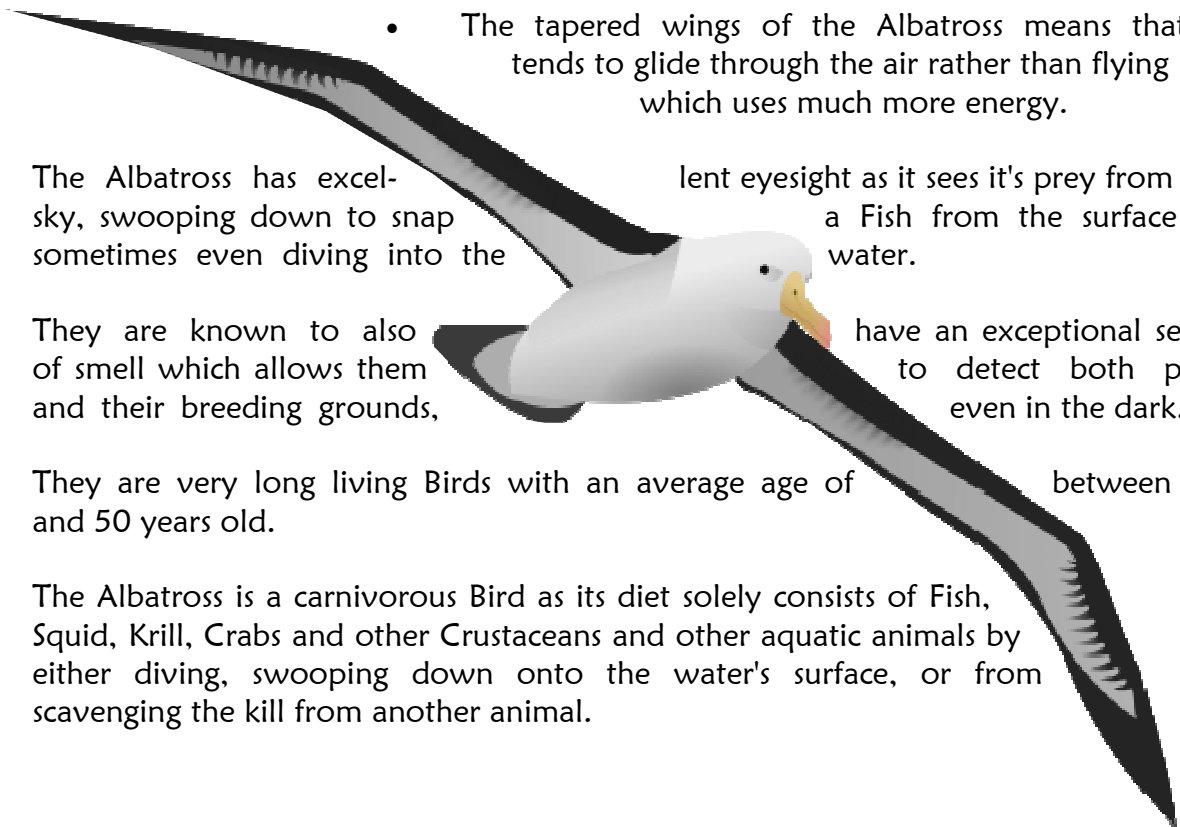 • The tapered wings of the Albatross means that
tends to glide through the air rather than flying
which uses much more energy.
The Albatross has excel- lent eyesight as it sees it's prey from
sky, swooping down to snap a Fish from the surface
sometimes even diving into the water.
They are known to also have an exceptional se
of smell which allows them to detect both p
and their breeding grounds, even in the dark.
They are very long living Birds with an average age of between
and 50 years old.
The Albatross is a carnivorous Bird as its diet solely consists of Fish,
Squid, Krill, Crabs and other Crustaceans and other aquatic animals by
either diving, swooping down onto the water's surface, or from
scavenging the kill from another animal.